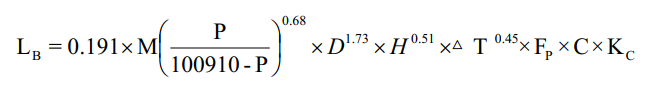 L_B = 0.191 × M(P / 100910 - P)^0.68 × D^1.73 × H^0.51 × △ T^0.45 × F_P × C × K_C